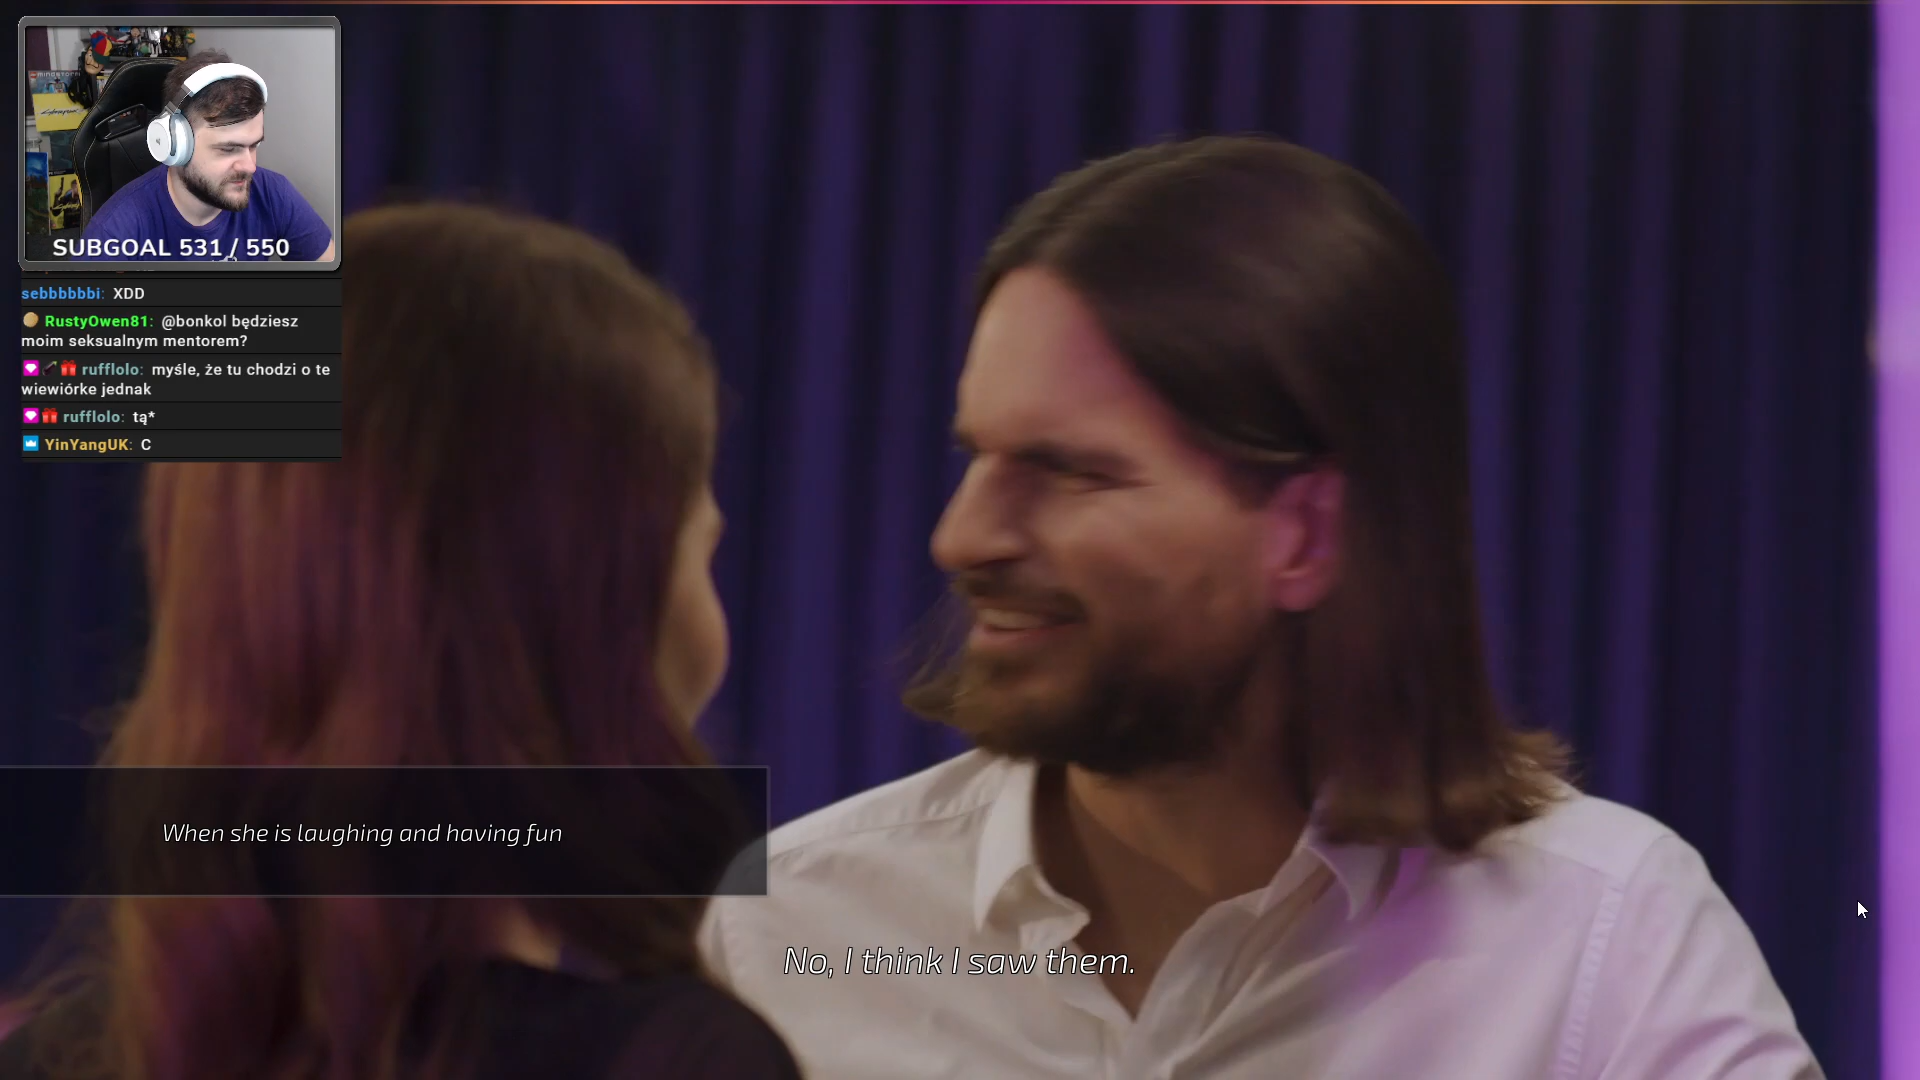 SUBGOAL 531 / 550
sebbbbbbi: XDD
RustyOwen81: @bonkol będziesz
moim seksualnym mentorem?
rufflolo: myśle, że tu chodzi o te
wiewiórke jednak
rufflolo: tą*
YinYangUK: C
When she is laughing and having fun
No, I think I saw them.